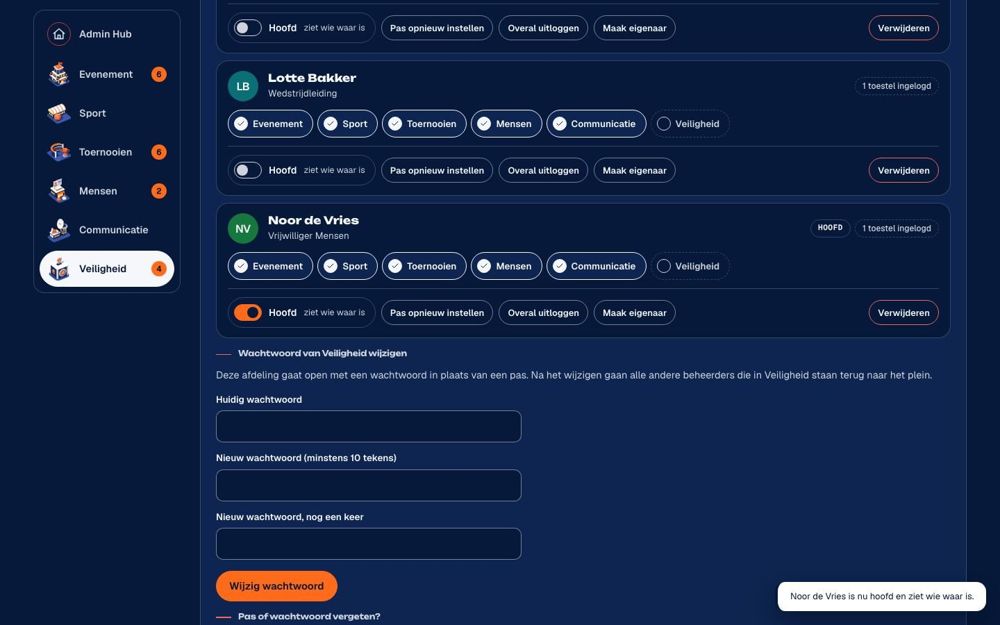 Admin Hub
Evenement 6
Sport
Toernooien 6
Mensen 2
Communicatie
Veiligheid 4
Hoofd ziet wie waar is Pas opnieuw instellen Overal uitloggen Maak eigenaar Verwijderen
LB Lotte Bakker
Wedstrijdleiding
1 toestel ingelogd
Evenement Sport Toernooien Mensen Communicatie Veiligheid
Hoofd ziet wie waar is Pas opnieuw instellen Overal uitloggen Maak eigenaar Verwijderen
NV Noor de Vries
Vrijwilliger Mensen
HOOFD 1 toestel ingelogd
Evenement Sport Toernooien Mensen Communicatie Veiligheid
Hoofd ziet wie waar is Pas opnieuw instellen Overal uitloggen Maak eigenaar Verwijderen
Wachtwoord van Veiligheid wijzigen
Deze afdeling gaat open met een wachtwoord in plaats van een pas. Na het wijzigen gaan alle andere beheerders die in Veiligheid staan terug naar het plein.
Huidig wachtwoord
Nieuw wachtwoord (minstens 10 tekens)
Nieuw wachtwoord, nog een keer
Wijzig wachtwoord
Noor de Vries is nu hoofd en ziet wie waar is.
Pas of wachtwoord vergeten?